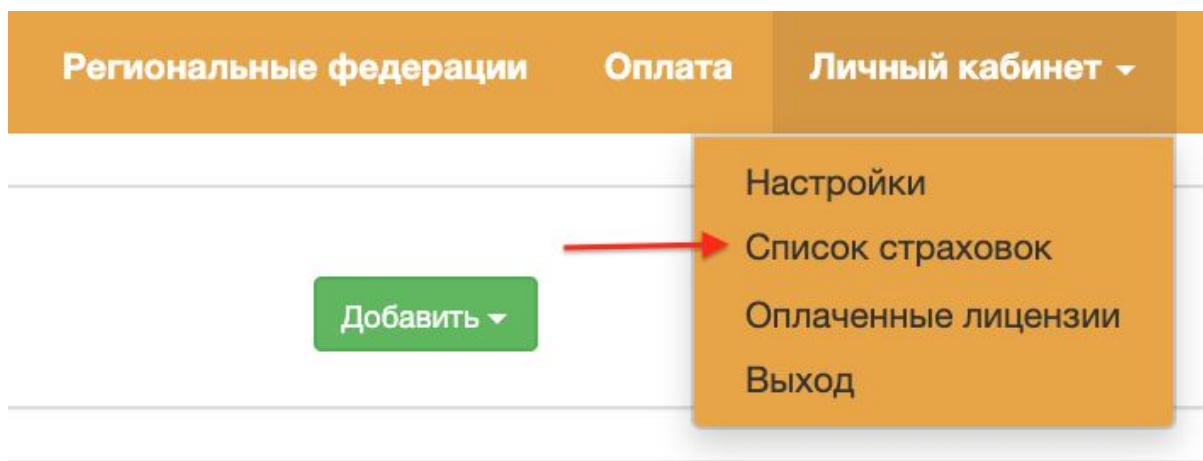 Региональные федерации Оплата Личный кабинет
Настройки
Список страховок
Добавить
Оплаченные лицензии
Выход